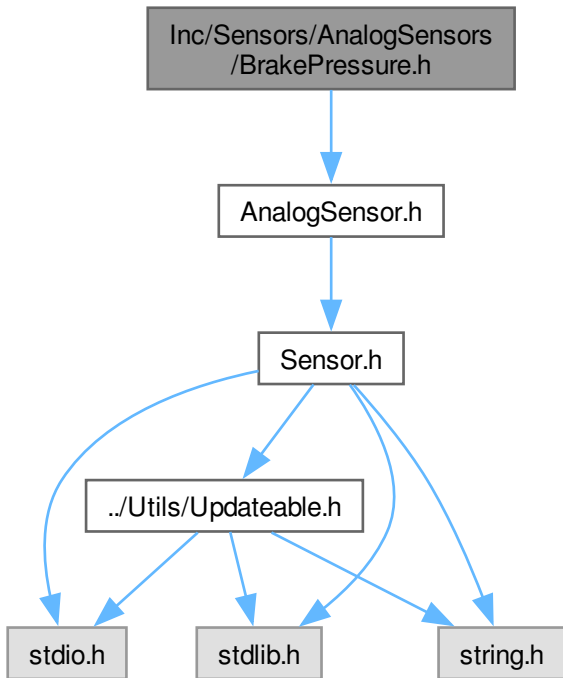 Inc/Sensors/AnalogSensors
/BrakePressure.h
AnalogSensor.h
Sensor.h
../Utils/Updateable.h
stdio.h
stdlib.h
string.h